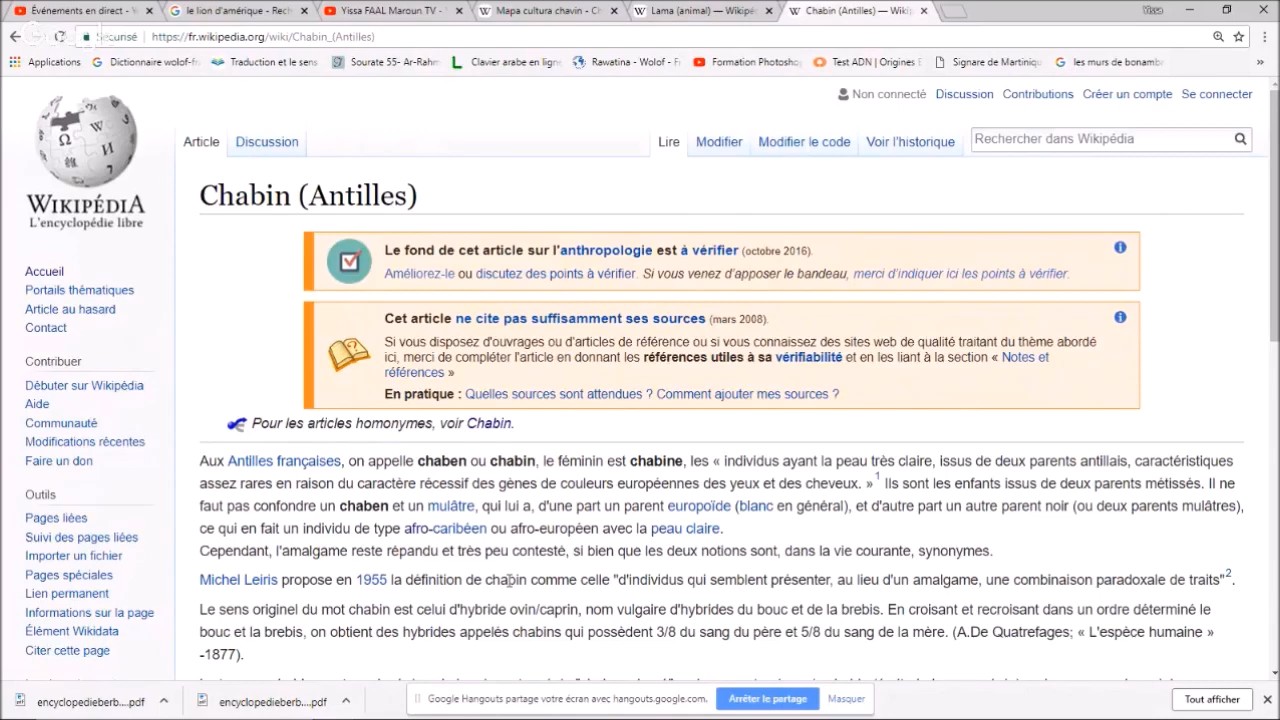 Événements en direct -
le lion d'amérique - Rech
Yissa FAAL Maroun TV -
Mapa cultura chavin - C
Lama (animal) — Wikipé
Chabin (Antilles) — Wiki
Yissa
Sécurisé
https://fr.wikipedia.org/wiki/Chabin_(Antilles)
Applications
Dictionnaire wolof-f
Traduction et le sens
Sourate 55- Ar-Rahm
Clavier arabe en lign
Rawatina - Wolof - F
Formation Photosho
Test ADN | Origines E
Signare de Martiniqu
les murs de bonamb
»
Non connecté Discussion Contributions Créer un compte Se connecter
Article Discussion Lire Modifier Modifier le code Voir l'historique Rechercher dans Wikipédia
WIKIPÉDIA
L'encyclopédie libre
Accueil
Portails thématiques
Article au hasard
Contact
Contribuer
Débuter sur Wikipédia
Aide
Communauté
Modifications récentes
Faire un don
Outils
Pages liées
Suivi des pages liées
Importer un fichier
Pages spéciales
Lien permanent
Informations sur la page
Élément Wikidata
Citer cette page
Chabin (Antilles)
Le fond de cet article sur l'anthropologie est à vérifier (octobre 2016).
Améliorez-le ou discutez des points à vérifier. Si vous venez d'apposer le bandeau, merci d'indiquer ici les points à vérifier.
Cet article ne cite pas suffisamment ses sources (mars 2008).
Si vous disposez d'ouvrages ou d'articles de référence ou si vous connaissez des sites web de qualité traitant du thème abordé
ici, merci de compléter l'article en donnant les références utiles à sa vérifiabilité et en les liant à la section « Notes et
références »
En pratique : Quelles sources sont attendues ? Comment ajouter mes sources ?
Pour les articles homonymes, voir Chabin.
Aux Antilles françaises, on appelle chaben ou chabin, le féminin est chabine, les « individus ayant la peau très claire, issus de deux parents antillais, caractéristiques
assez rares en raison du caractère récessif des gènes de couleurs européennes des yeux et des cheveux. »1 Ils sont les enfants issus de deux parents métissés. Il ne
faut pas confondre un chaben et un mulâtre, qui lui a, d'une part un parent europoïde (blanc en général), et d'autre part un autre parent noir (ou deux parents mulâtres),
ce qui en fait un individu de type afro-caribéen ou afro-européen avec la peau claire.
Cependant, l'amalgame reste répandu et très peu contesté, si bien que les deux notions sont, dans la vie courante, synonymes.
Michel Leiris propose en 1955 la définition de chabin comme celle "d'individus qui semblent présenter, au lieu d'un amalgame, une combinaison paradoxale de traits"2.
Le sens originel du mot chabin est celui d'hybride ovin/caprin, nom vulgaire d'hybrides du bouc et de la brebis. En croisant et recroisant dans un ordre déterminé le
bouc et la brebis, on obtient des hybrides appelés chabins qui possèdent 3/8 du sang du père et 5/8 du sang de la mère. (A.De Quatrefages; « L'espèce humaine »
-1877).
encyclopedieberb....pdf
encyclopedieberb....pdf
Google Hangouts partage votre écran avec hangouts.google.com.
Arrêter le partage
Masquer
Tout afficher